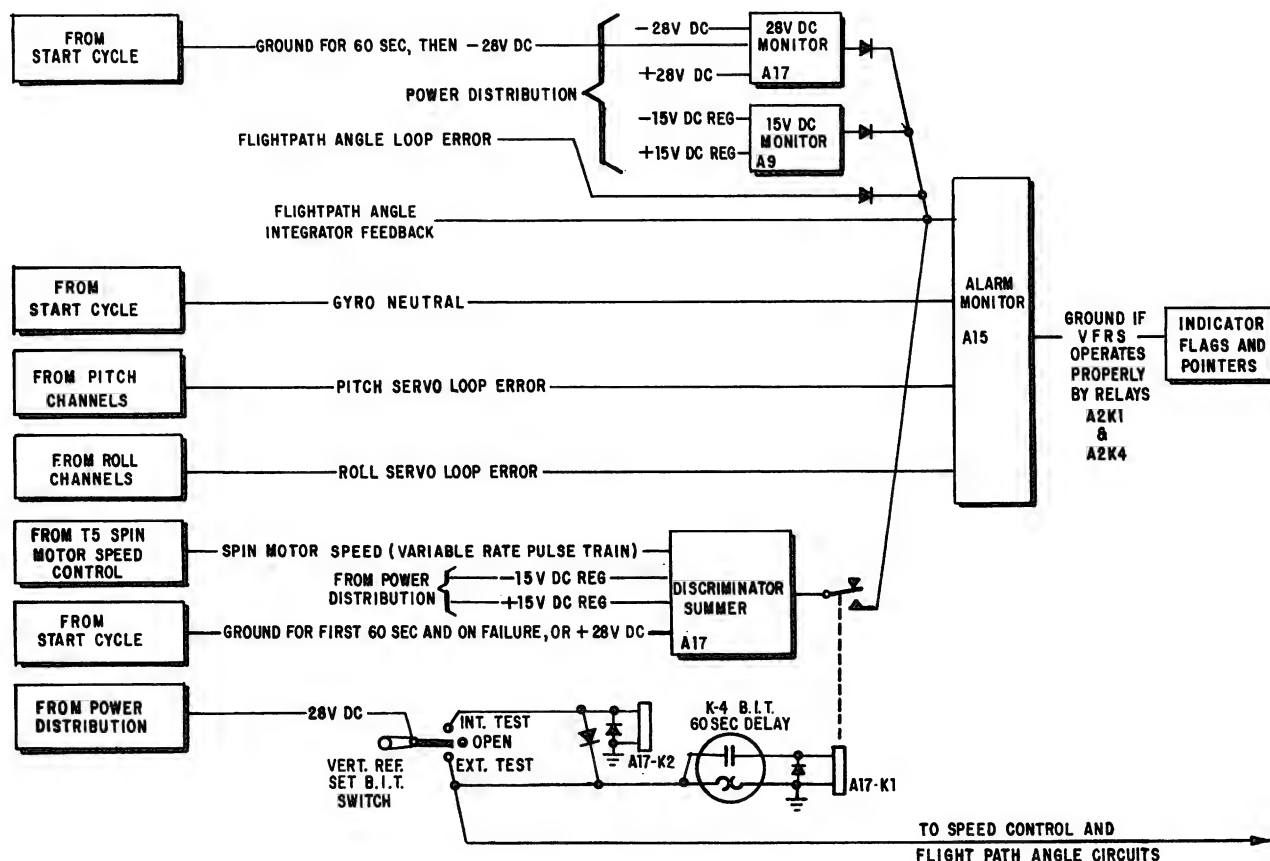 FROM
START CYCLE
GROUND FOR 60 SEC, THEN -28V DC
POWER DISTRIBUTION
-28V DC
+28V DC
28V DC
MONITOR
A17
-15V DC REG
+15V DC REG
15V DC
MONITOR
A9
FLIGHTPATH ANGLE LOOP ERROR
FLIGHTPATH ANGLE
INTEGRATOR FEEDBACK
FROM
START CYCLE
GYRO NEUTRAL
FROM PITCH
CHANNELS
PITCH SERVO LOOP ERROR
FROM ROLL
CHANNELS
ROLL SERVO LOOP ERROR
ALARM
MONITOR
A15
GROUND IF
VFRS
OPERATES
PROPERLY
BY RELAYS
A2K1
&
A2K4
INDICATOR
FLAGS AND
POINTERS
FROM T5 SPIN
MOTOR SPEED
CONTROL
SPIN MOTOR SPEED (VARIABLE RATE PULSE TRAIN)
FROM POWER
DISTRIBUTION
-15V DC REG
+15V DC REG
FROM
START CYCLE
GROUND FOR FIRST 60 SEC AND ON FAILURE, OR +28V DC
DISCRIMINATOR
SUMMER
A17
FROM POWER
DISTRIBUTION
28V DC
INT. TEST
OPEN
EXT. TEST
VERT. REF.
SET B.I.T.
SWITCH
A17-K2
K-4 B.I.T.
60 SEC DELAY
A17-K1
TO SPEED CONTROL AND
FLIGHT PATH ANGLE CIRCUITS